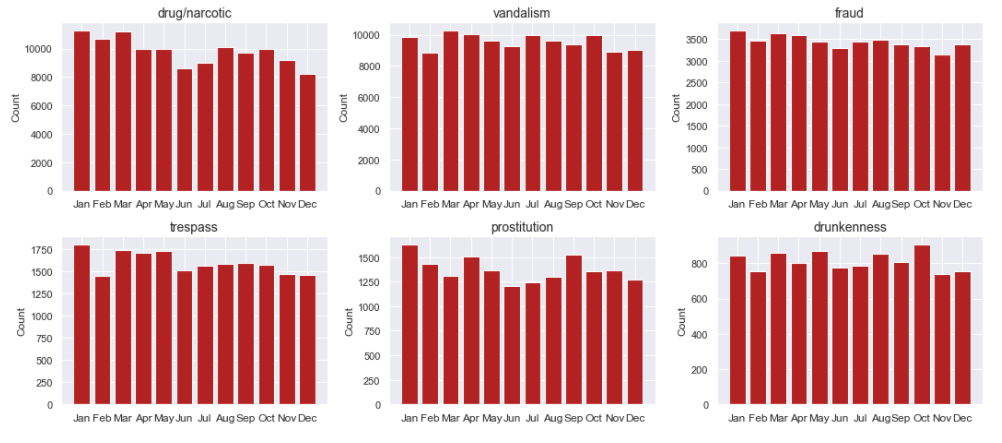 drug/narcotic
Count
10000
8000
6000
4000
2000
0
Jan Feb Mar Apr May Jun Jul Aug Sep Oct Nov Dec
vandalism
Count
10000
8000
6000
4000
2000
0
Jan Feb Mar Apr May Jun Jul Aug Sep Oct Nov Dec
fraud
Count
3500
3000
2500
2000
1500
1000
500
0
Jan Feb Mar Apr May Jun Jul Aug Sep Oct Nov Dec
trespass
Count
1750
1500
1250
1000
750
500
250
0
Jan Feb Mar Apr May Jun Jul Aug Sep Oct Nov Dec
prostitution
Count
1500
1250
1000
750
500
250
0
Jan Feb Mar Apr May Jun Jul Aug Sep Oct Nov Dec
drunkenness
Count
800
600
400
200
0
Jan Feb Mar Apr May Jun Jul Aug Sep Oct Nov Dec